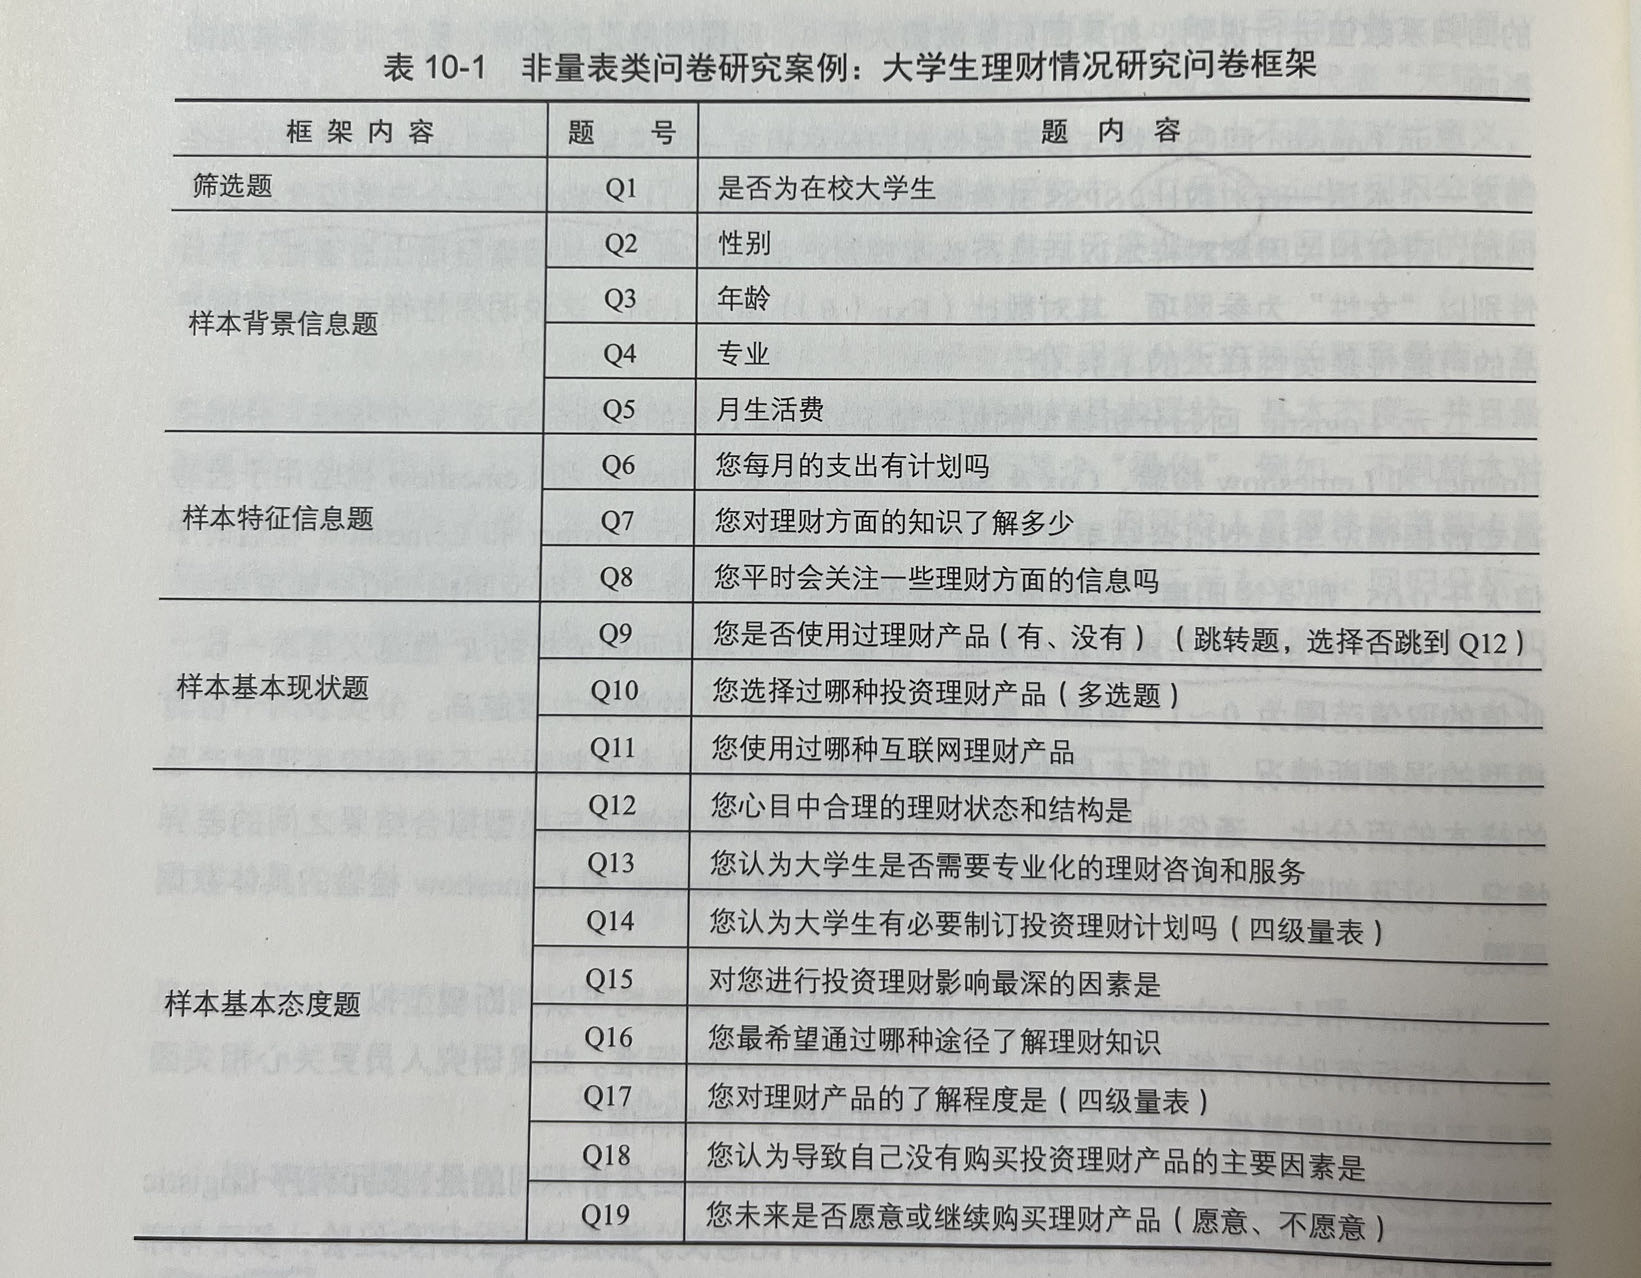 表 10-1 非量表类问卷研究案例：大学生理财情况研究问卷框架
框架内容 题号 题内容
筛选题 Q1 是否为在校大学生
样本背景信息题 Q2 性别
Q3 年龄
Q4 专业
Q5 月生活费
样本特征信息题 Q6 您每月的支出有计划吗
Q7 您对理财方面的知识了解多少
Q8 您平时会关注一些理财方面的信息吗
样本基本现状题 Q9 您是否使用过理财产品（有、没有）（跳转题，选择否跳到 Q12）
Q10 您选择过哪种投资理财产品（多选题）
Q11 您使用过哪种互联网理财产品
样本基本态度题 Q12 您心目中合理的理财状态和结构是
Q13 您认为大学生是否需要专业化的理财咨询和服务
Q14 您认为大学生有必要制订投资理财计划吗（四级量表）
Q15 对您进行投资理财影响最深的因素是
Q16 您最希望通过哪种途径了解理财知识
Q17 您对理财产品的了解程度是（四级量表）
Q18 您认为导致自己没有购买投资理财产品的主要因素是
Q19 您未来是否愿意或继续购买理财产品（愿意、不愿意）